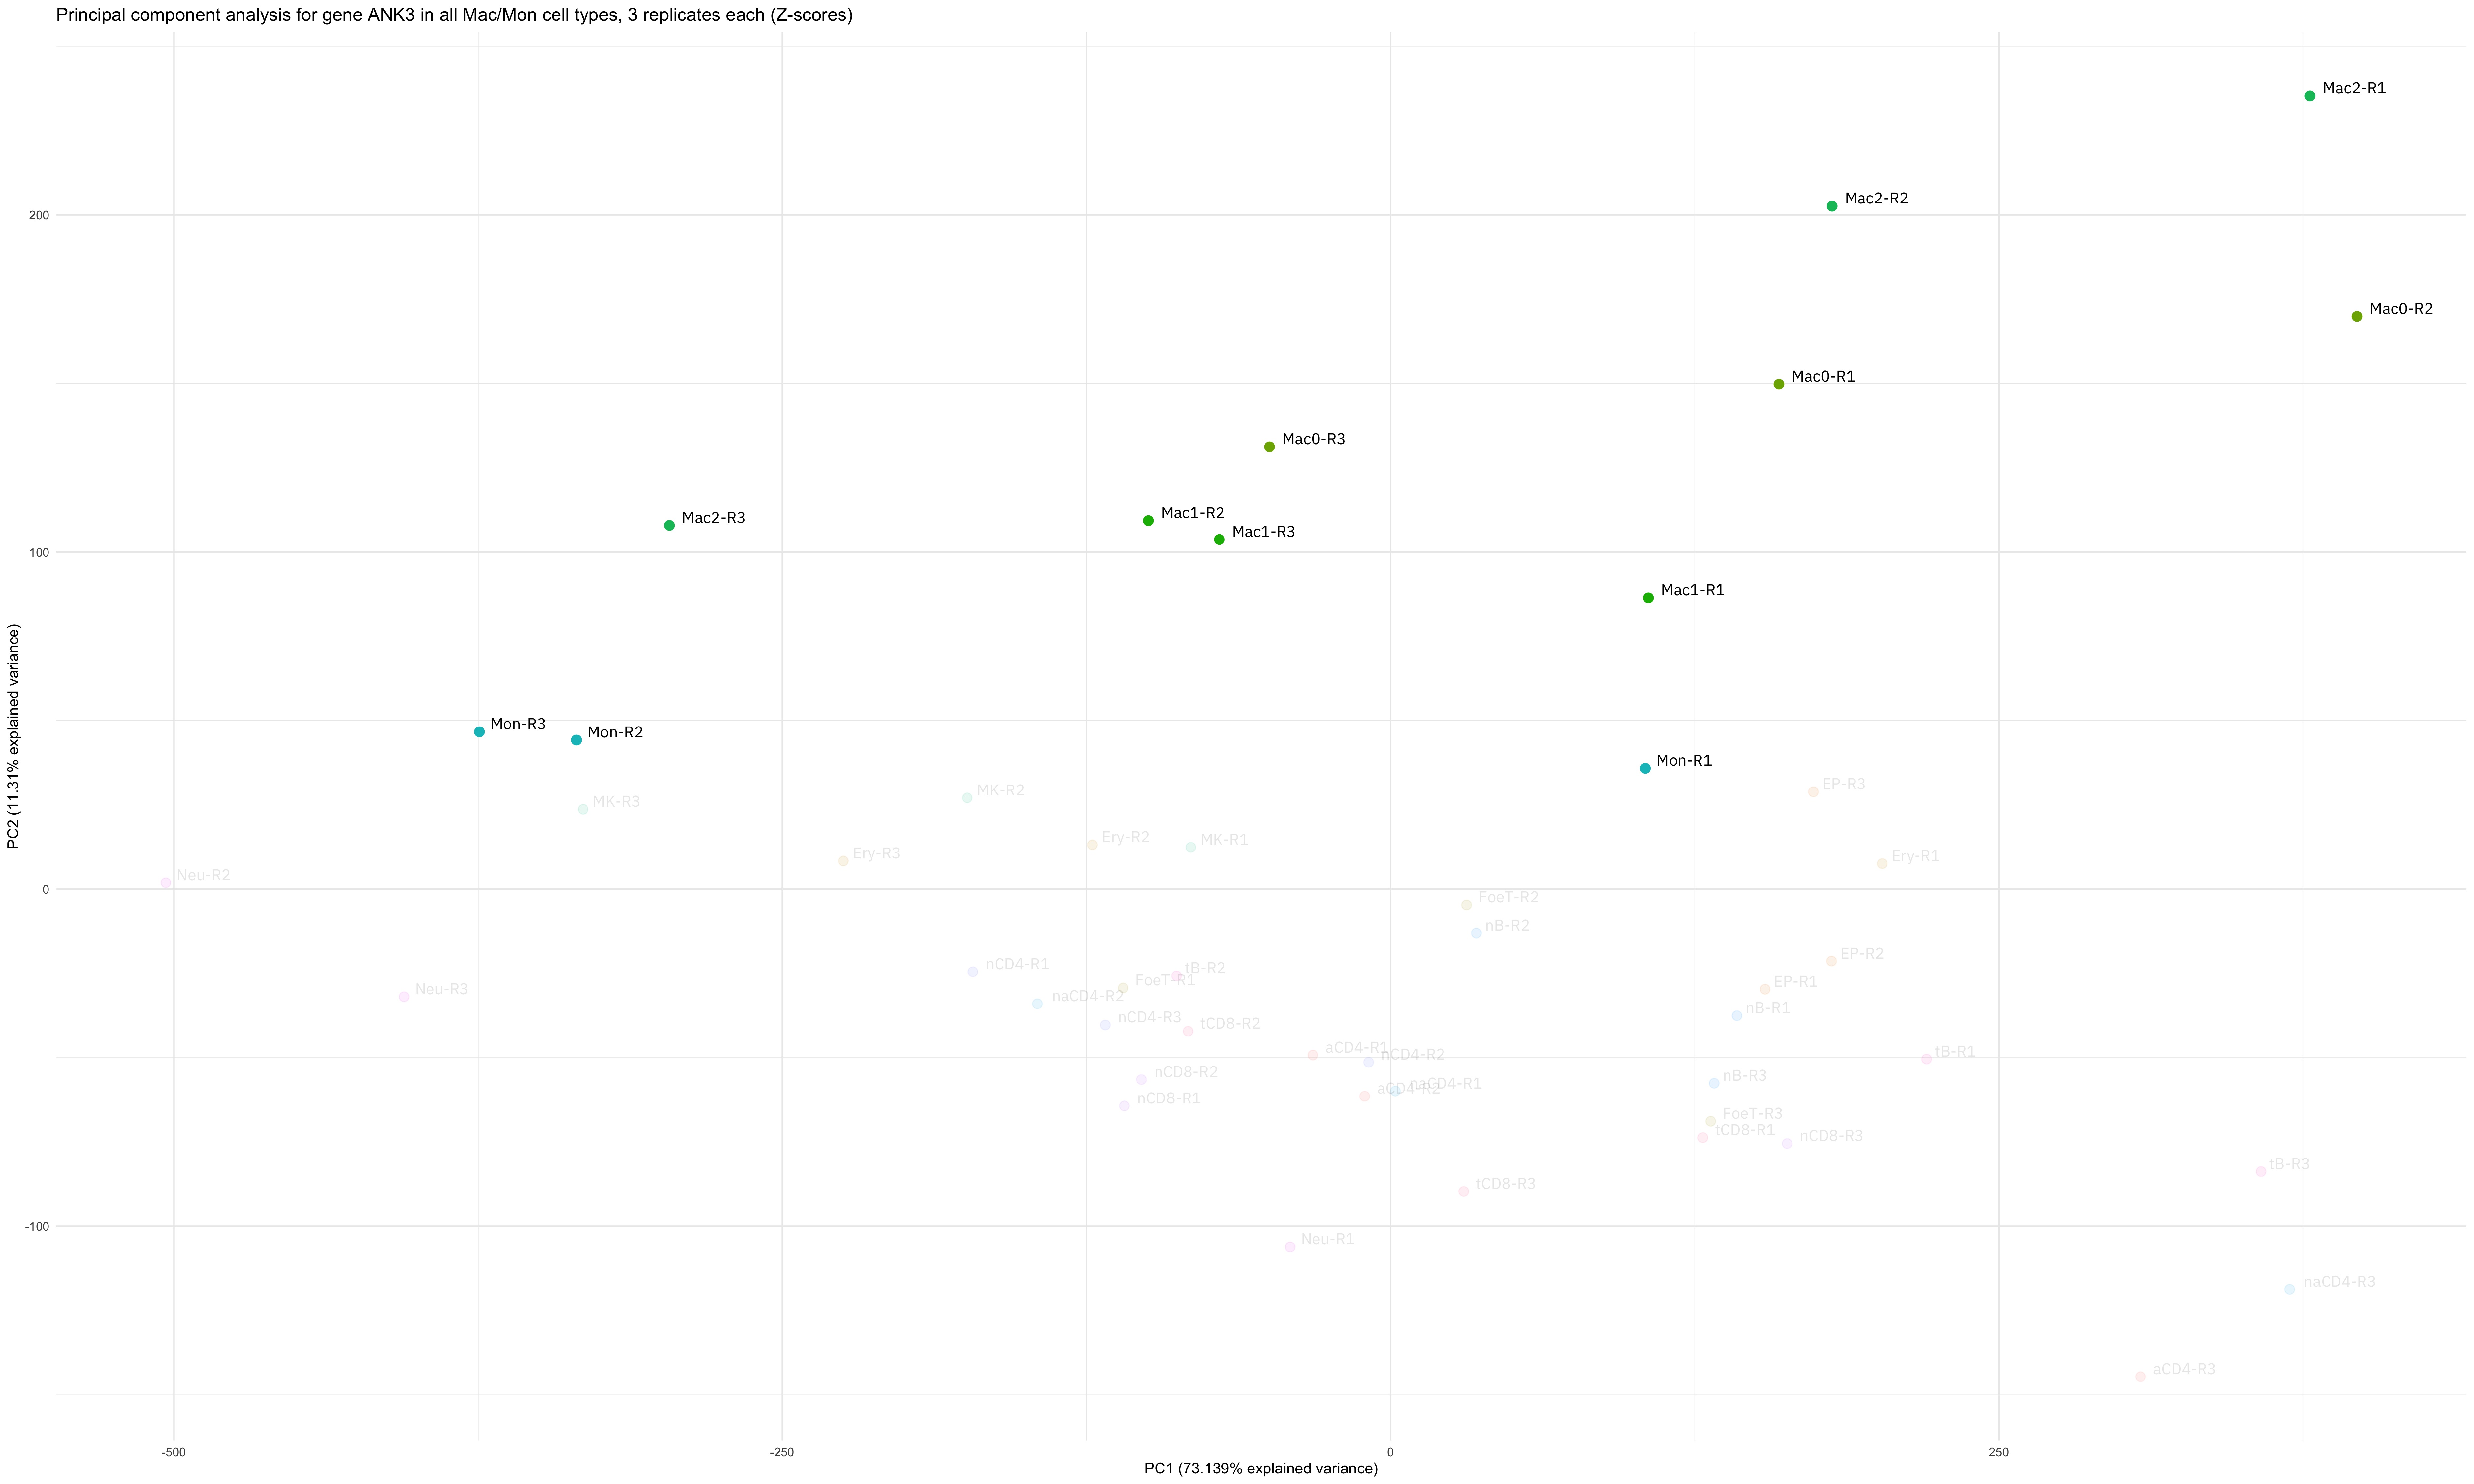 Principal component analysis for gene ANK3 in all Mac/Mon cell types, 3 replicates each (Z-scores)
Mac2-R1
200
Mac2-R2
Mac0-R2
Mac0-R1
Mac0-R3
Mac2-R3
Mac1-R2
Mac1-R3
100
Mac1-R1
PC2 (11.31% explained variance)
Mon-R3
Mon-R2
Mon-R1
EP-R3
MK-R2
MK-R3
Ery-R2
MK-R1
Ery-R3
Ery-R1
Neu-R2
0
FoeT-R2
nB-R2
EP-R2
nCD4-R1
tB-R2
FoeT-R1
EP-R1
Neu-R3
naCD4-R2
nB-R1
nCD4-R3
tCD8-R2
aCD4-R1
nCD4-R2
tB-R1
nCD8-R2
nB-R3
naCD4-R1
aCD4-R2
nCD8-R1
FoeT-R3
tCD8-R1
nCD8-R3
tB-R3
tCD8-R3
-100
Neu-R1
naCD4-R3
aCD4-R3
-500
-250
0
250
PC1 (73.139% explained variance)